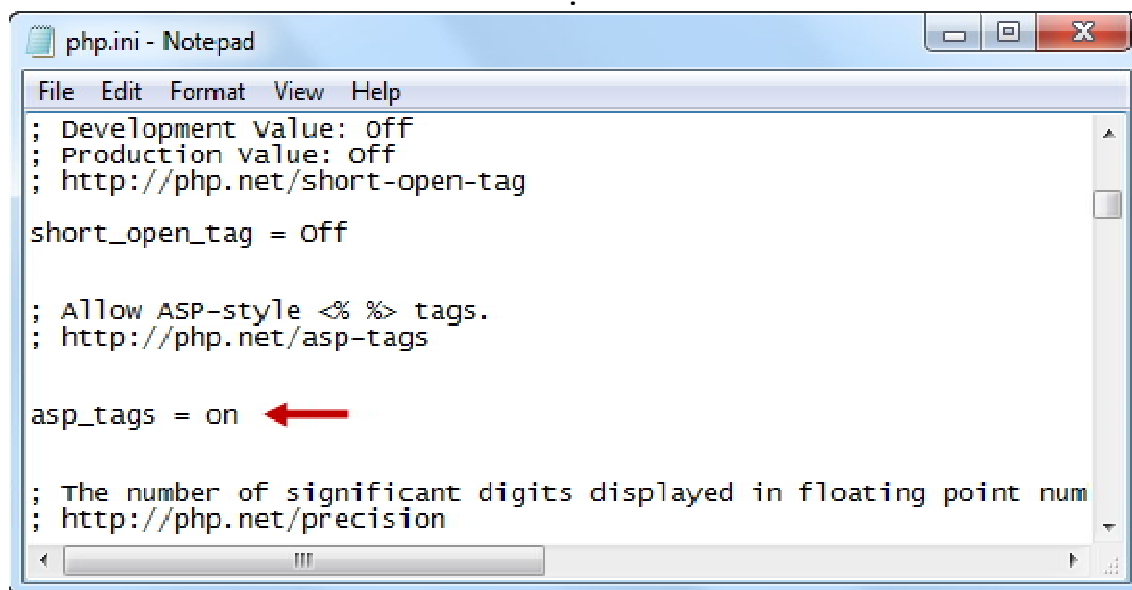 php.ini - Notepad
File Edit Format View Help
; Development Value: Off
; Production Value: Off
; http://php.net/short-open-tag
short_open_tag = Off
; Allow ASP-style <% %> tags.
; http://php.net/asp-tags
asp_tags = on
; The number of significant digits displayed in floating point num
; http://php.net/precision